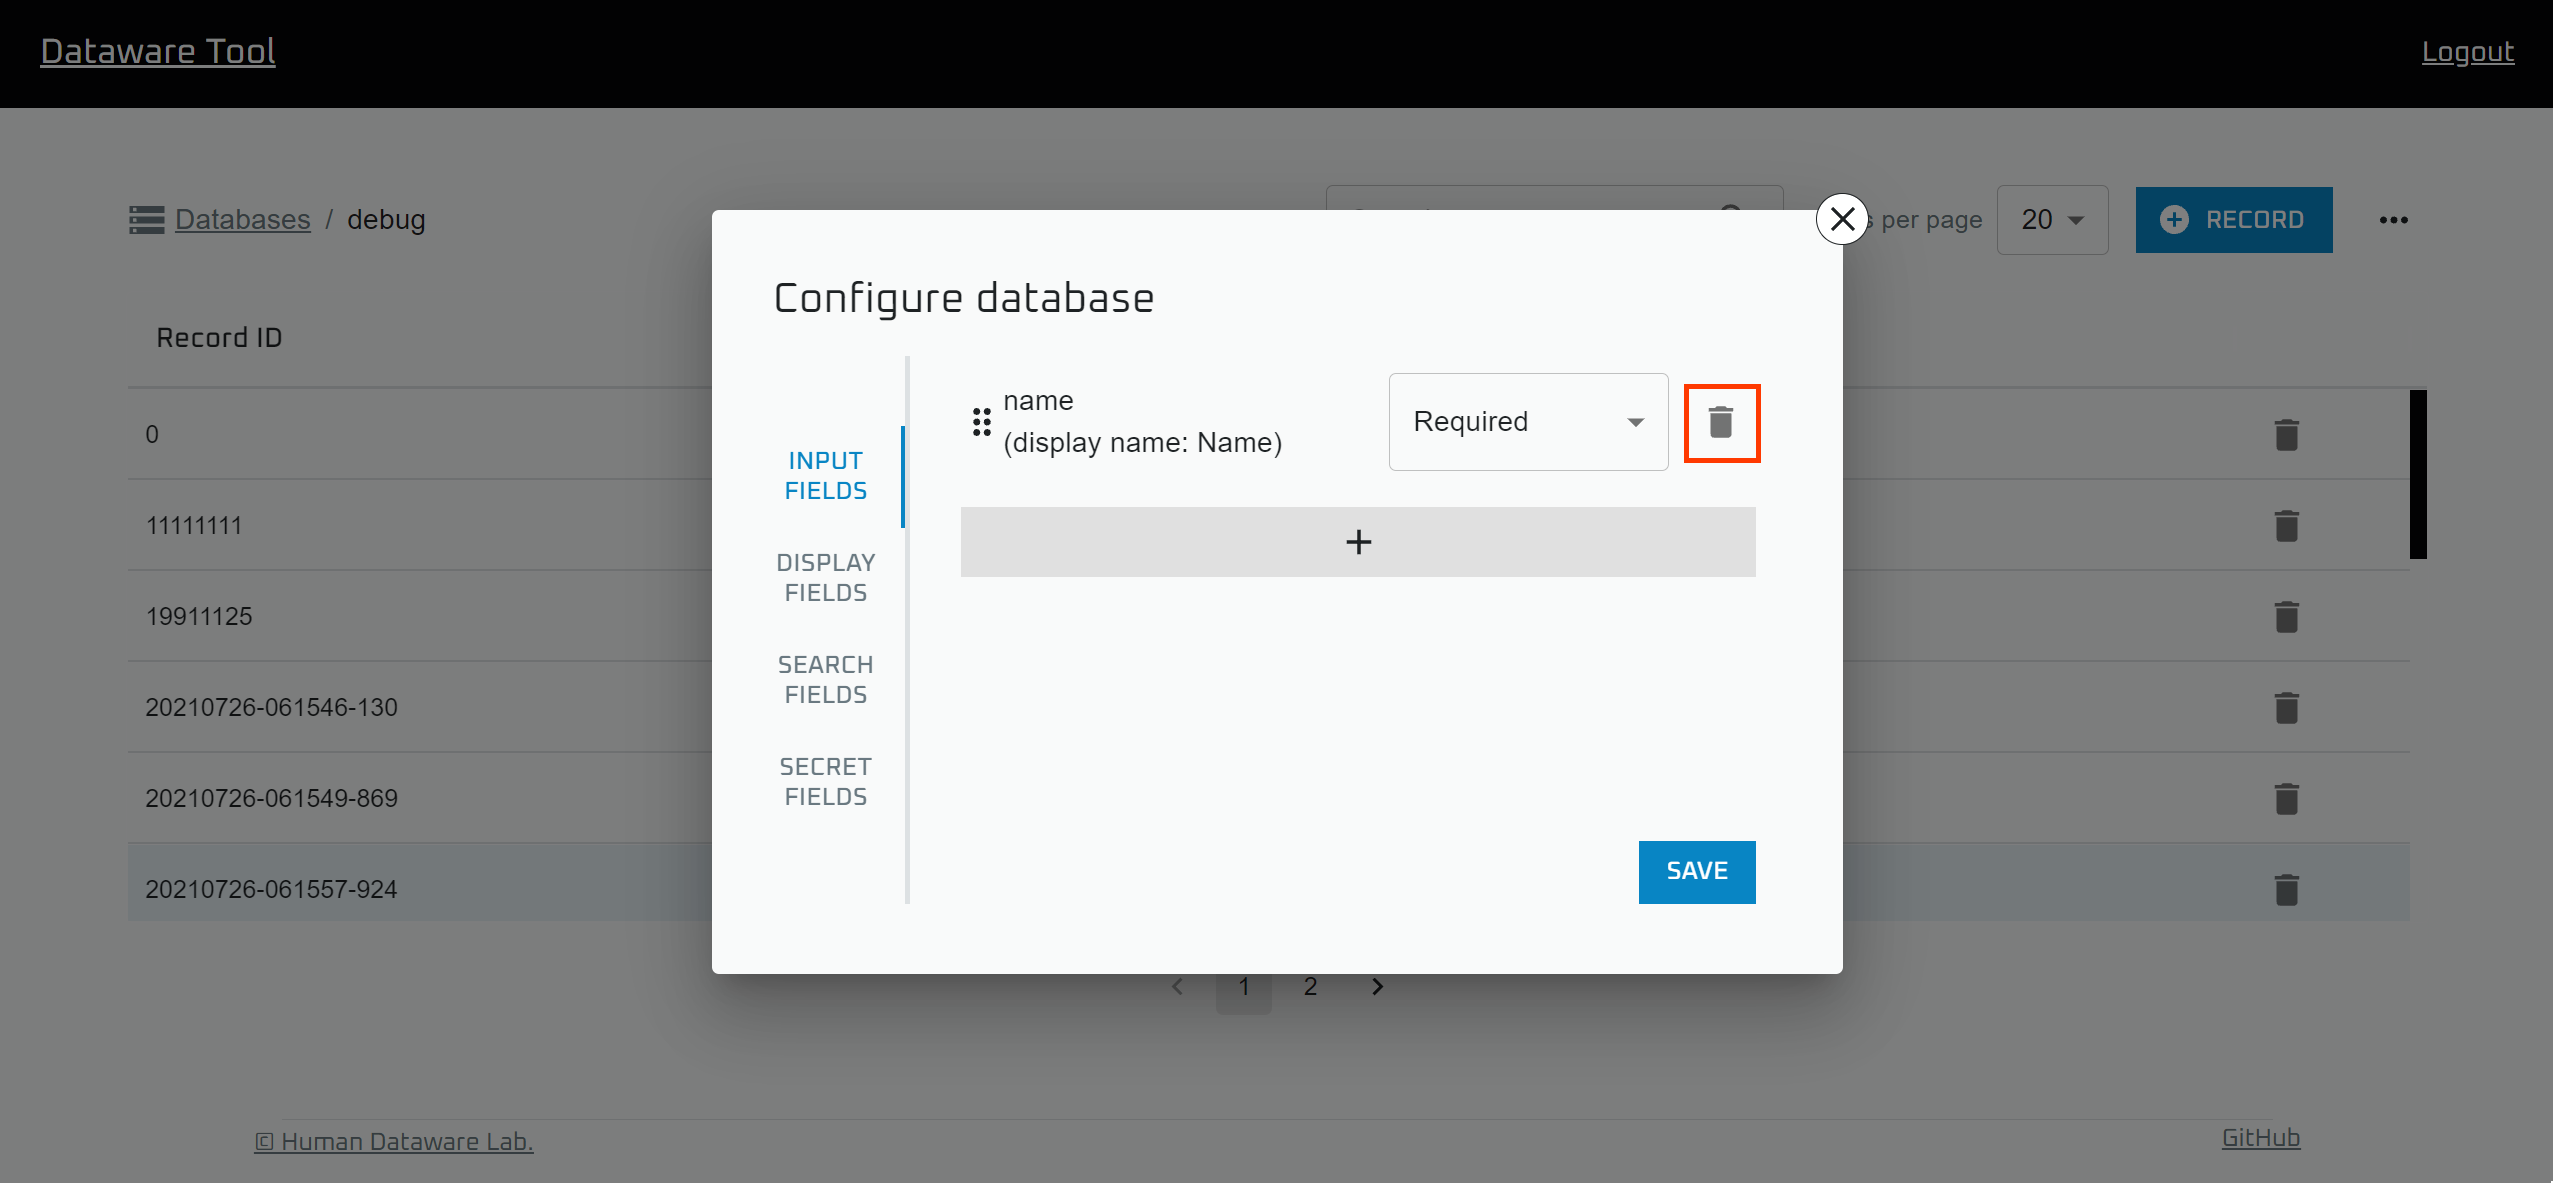 Dataware Tool
Logout
Databases / debug
per page
20
RECORD
Configure database
Record ID
name
(display name: Name)
Required
INPUT
FIELDS
DISPLAY
FIELDS
SEARCH
FIELDS
SECRET
FIELDS
SAVE
0
11111111
19911125
20210726-061546-130
20210726-061549-869
20210726-061557-924
1
2
© Human Dataware Lab.
GitHub